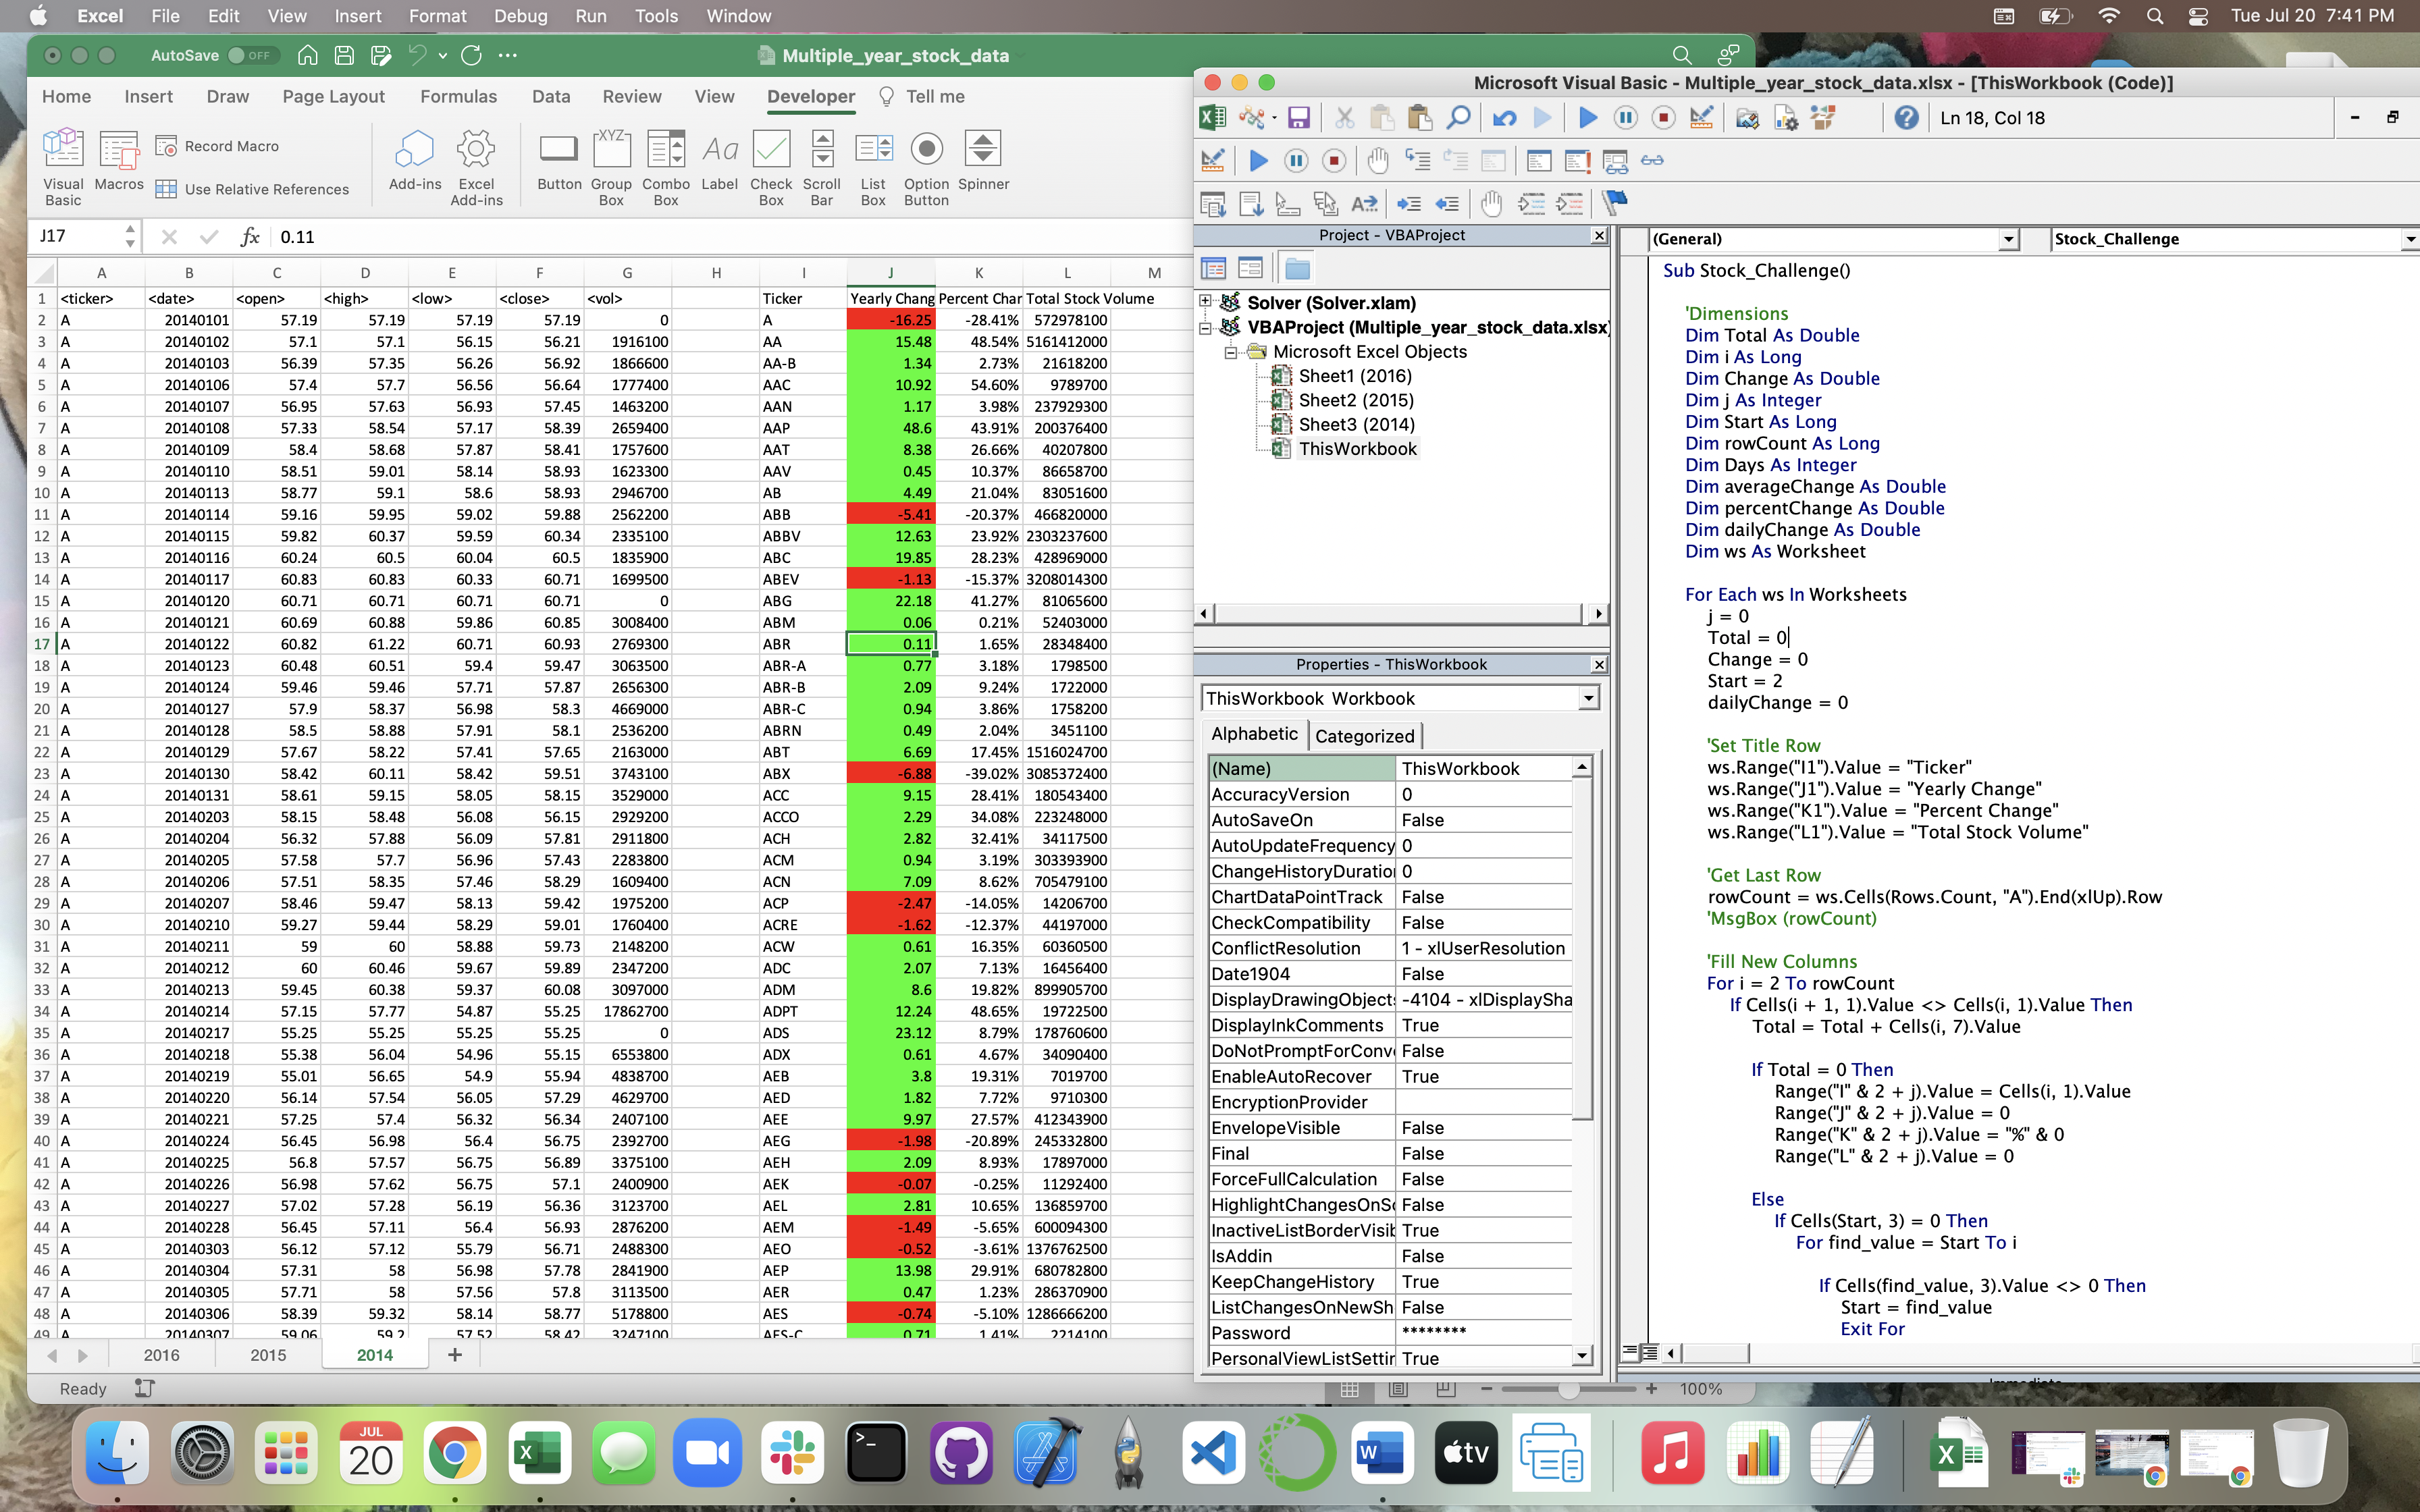 Excel File Edit View Insert Format Debug Run Tools Window Tue Jul 20 7:41 PM
AutoSave OFF Multiple_year_stock_data
Home Insert Draw Page Layout Formulas Data Review View Developer Tell me
Visual Basic Macros Record Macro Use Relative References Add-ins Excel Add-ins Button Group Box Combo Box Label Check Box Scroll Bar List Box Option Button Spinner
J17 fx 0.11
A B C D E F G H I J K L M
1 <ticker> <date> <open> <high> <low> <close> <vol> Ticker Yearly Chang Percent Char Total Stock Volume
2 A 20140101 57.19 57.19 57.19 57.19 0 A -16.25 -28.41% 572978100
3 A 20140102 57.1 57.1 56.15 56.21 1916100 AA 15.48 48.54% 5161412000
4 A 20140103 56.39 57.35 56.26 56.92 1866600 AA-B 1.34 2.73% 21618200
5 A 20140106 57.4 57.7 56.56 56.64 1777400 AAC 10.92 54.60% 9789700
6 A 20140107 56.95 57.63 56.93 57.45 1463200 AAN 1.17 3.98% 237929300
7 A 20140108 57.33 58.54 57.17 58.39 2659400 AAP 48.6 43.91% 200376400
8 A 20140109 58.4 58.68 57.87 58.41 1757600 AAT 8.38 26.66% 40207800
9 A 20140110 58.51 59.01 58.14 58.93 1623300 AAV 0.45 10.37% 86658700
10 A 20140113 58.77 59.1 58.6 58.93 2946700 AB 4.49 21.04% 83051600
11 A 20140114 59.16 59.95 59.02 59.88 2562200 ABB -5.41 -20.37% 466820000
12 A 20140115 59.82 60.37 59.59 60.34 2335100 ABBV 12.63 23.92% 2303237600
13 A 20140116 60.24 60.5 60.04 60.5 1835900 ABC 19.85 28.23% 428969000
14 A 20140117 60.83 60.83 60.33 60.71 1699500 ABEV -1.13 -15.37% 3208014300
15 A 20140120 60.71 60.71 60.71 60.71 0 ABG 22.18 41.27% 81065600
16 A 20140121 60.69 60.88 59.86 60.85 3008400 ABM 0.06 0.21% 52403000
17 A 20140122 60.82 61.22 60.71 60.93 2769300 ABR 0.11 1.65% 28348400
18 A 20140123 60.48 60.51 59.4 59.47 3063500 ABR-A 0.77 3.18% 1798500
19 A 20140124 59.46 59.46 57.71 57.87 2656300 ABR-B 2.09 9.24% 1722000
20 A 20140127 57.9 58.37 56.98 58.3 4669000 ABR-C 0.94 3.86% 1758200
21 A 20140128 58.5 58.88 57.91 58.1 2536200 ABRN 0.49 2.04% 3451100
22 A 20140129 57.67 58.22 57.41 57.65 2163000 ABT 6.69 17.45% 1516024700
23 A 20140130 58.42 60.11 58.42 59.51 3743100 ABX -6.88 -39.02% 3085372400
24 A 20140131 58.61 59.15 58.05 58.15 3529000 ACC 9.15 28.41% 180543400
25 A 20140203 58.15 58.48 56.08 56.15 2929200 ACCO 2.29 34.08% 223248000
26 A 20140204 56.32 57.88 56.09 57.81 2911800 ACH 2.82 32.41% 34117500
27 A 20140205 57.58 57.7 56.96 57.43 2283800 ACM 0.94 3.19% 303393900
28 A 20140206 57.51 58.35 57.46 58.29 1609400 ACN 7.09 8.62% 705479100
29 A 20140207 58.46 59.47 58.13 59.42 1975200 ACP -2.47 -14.05% 14206700
30 A 20140210 59.27 59.44 58.29 59.01 1760400 ACRE -1.62 -12.37% 44197000
31 A 20140211 59 60 58.88 59.73 2148200 ACW 0.61 16.35% 60360500
32 A 20140212 60 60.46 59.67 59.89 2347200 ADC 2.07 7.13% 16456400
33 A 20140213 59.45 60.38 59.37 60.08 3097000 ADM 8.6 19.82% 899905700
34 A 20140214 57.15 57.77 54.87 55.25 17862700 ADPT 12.24 48.65% 19722500
35 A 20140217 55.25 55.25 55.25 55.25 0 ADS 23.12 8.79% 178760600
36 A 20140218 55.38 56.04 54.96 55.15 6553800 ADX 0.61 4.67% 34090400
37 A 20140219 55.01 56.65 54.9 55.94 4838700 AEB 3.8 19.31% 7019700
38 A 20140220 56.14 57.54 56.05 57.29 4629700 AED 1.82 7.72% 9710300
39 A 20140221 57.25 57.4 56.32 56.34 2407100 AEE 9.97 27.57% 412343900
40 A 20140224 56.45 56.98 56.4 56.75 2392700 AEG -1.98 -20.89% 245332800
41 A 20140225 56.8 57.57 56.75 56.89 3375100 AEH 2.09 8.93% 17897000
42 A 20140226 56.98 57.62 56.75 57.1 2400900 AEK -0.07 -0.25% 11292400
43 A 20140227 57.02 57.28 56.19 56.36 3123700 AEL 2.81 10.65% 136859700
44 A 20140228 56.45 57.11 56.4 56.93 2876200 AEM -1.49 -5.65% 600094300
45 A 20140303 56.12 57.12 55.79 56.71 2488300 AEO -0.52 -3.61% 1376762500
46 A 20140304 57.31 58 56.98 57.78 2841900 AEP 13.98 29.91% 680782800
47 A 20140305 57.71 58 57.56 57.8 3113500 AER 0.47 1.23% 286370900
48 A 20140306 58.39 59.32 58.14 58.77 5178800 AES -0.74 -5.10% 1286666200
49 A 20140307 59.06 59.2 57.52 58.42 3247100 AES-C 0.71 1.41% 2214100
2016 2015 2014 +
Ready 100%
Microsoft Visual Basic - Multiple_year_stock_data.xlsx - [ThisWorkbook (Code)]
Ln 18, Col 18
Project - VBAProject
Solver (Solver.xlam)
VBAProject (Multiple_year_stock_data.xlsx)
Microsoft Excel Objects
Sheet1 (2016)
Sheet2 (2015)
Sheet3 (2014)
ThisWorkbook
Properties - ThisWorkbook
ThisWorkbook Workbook
Alphabetic Categorized
(Name) ThisWorkbook
AccuracyVersion 0
AutoSaveOn False
AutoUpdateFrequency 0
ChangeHistoryDuratio 0
ChartDataPointTrack False
CheckCompatibility False
ConflictResolution 1 - xlUserResolution
Date1904 False
DisplayDrawingObject -4104 - xlDisplaySha
DisplayInkComments True
DoNotPromptForConv False
EnableAutoRecover True
EncryptionProvider
EnvelopeVisible False
Final False
ForceFullCalculation False
HighlightChangesOnSc False
InactiveListBorderVisib True
IsAddin False
KeepChangeHistory True
ListChangesOnNewSh False
Password ********
PersonalViewListSettin True
(General) Stock_Challenge
Sub Stock_Challenge()
'Dimensions
Dim Total As Double
Dim i As Long
Dim Change As Double
Dim j As Integer
Dim Start As Long
Dim rowCount As Long
Dim Days As Integer
Dim averageChange As Double
Dim percentChange As Double
Dim dailyChange As Double
Dim ws As Worksheet
For Each ws In Worksheets
j = 0
Total = 0
Change = 0
Start = 2
dailyChange = 0
'Set Title Row
ws.Range("I1").Value = "Ticker"
ws.Range("J1").Value = "Yearly Change"
ws.Range("K1").Value = "Percent Change"
ws.Range("L1").Value = "Total Stock Volume"
'Get Last Row
rowCount = ws.Cells(Rows.Count, "A").End(xlUp).Row
'MsgBox (rowCount)
'Fill New Columns
For i = 2 To rowCount
If Cells(i + 1, 1).Value <> Cells(i, 1).Value Then
Total = Total + Cells(i, 7).Value
If Total = 0 Then
Range("I" & 2 + j).Value = Cells(i, 1).Value
Range("J" & 2 + j).Value = 0
Range("K" & 2 + j).Value = "%" & 0
Range("L" & 2 + j).Value = 0
Else
If Cells(Start, 3) = 0 Then
For find_value = Start To i
If Cells(find_value, 3).Value <> 0 Then
Start = find_value
Exit For
Immediate
JUL
20
tv